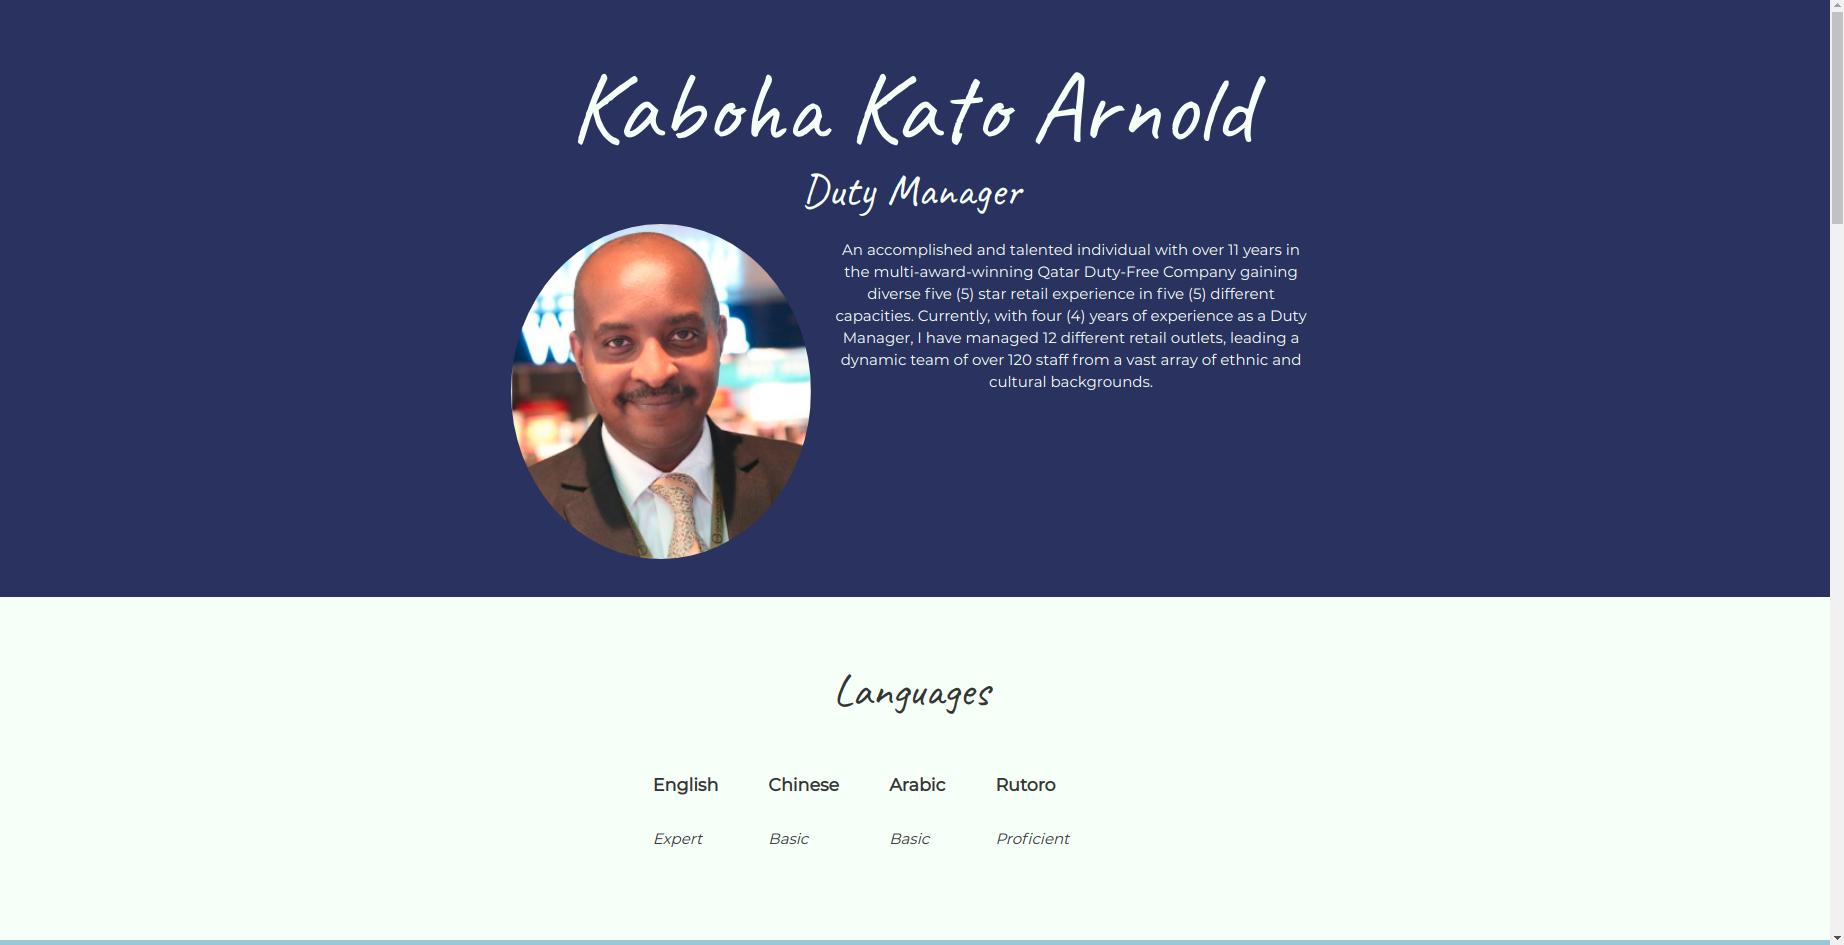 Kaboha Kato Arnold
Duty Manager
An accomplished and talented individual with over 11 years in
the multi-award-winning Qatar Duty-Free Company gaining
diverse five (5) star retail experience in five (5) different
capacities. Currently, with four (4) years of experience as a Duty
Manager, I have managed 12 different retail outlets, leading a
dynamic team of over 120 staff from a vast array of ethnic and
cultural backgrounds.
Languages
English Chinese Arabic Rutoro
Expert Basic Basic Proficient